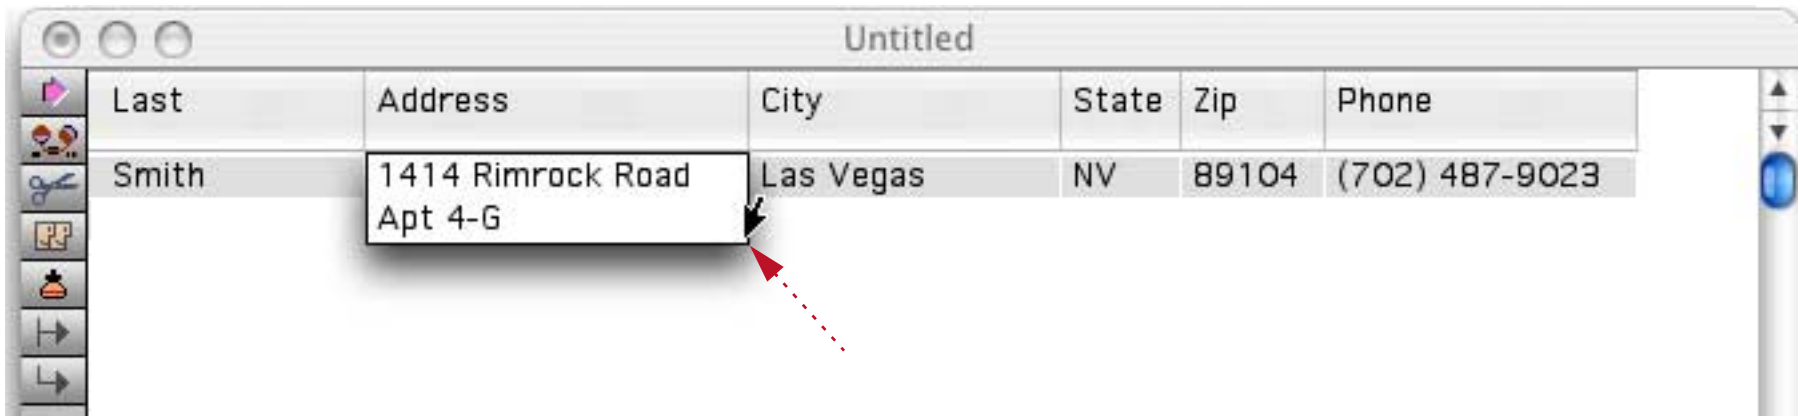 Untitled
Last Address City State Zip Phone
Smith 1414 Rimrock Road Las Vegas NV 89104 (702) 487-9023
Apt 4-G